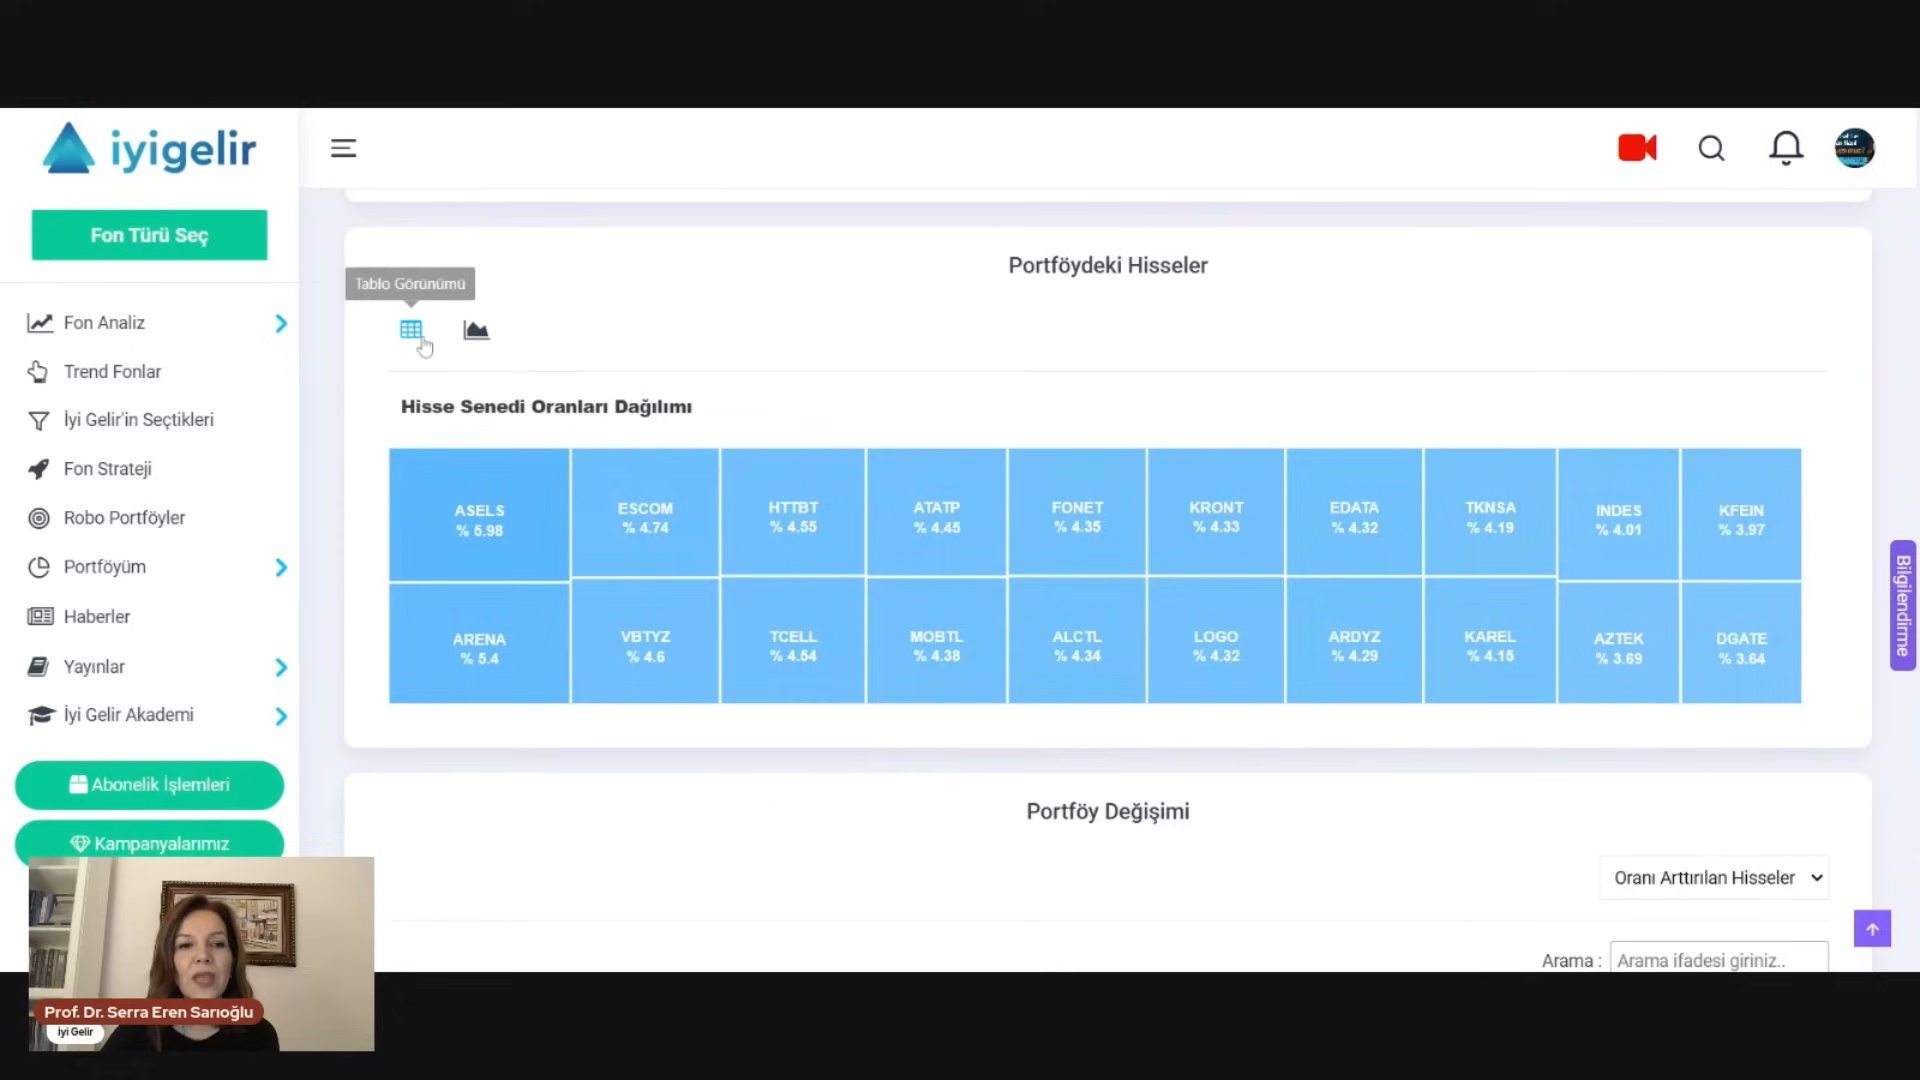 iyigelir
Fon Türü Seç
Fon Analiz
Trend Fonlar
İyi Gelir'in Seçtikleri
Fon Strateji
Robo Portföyler
Portföyüm
Haberler
Yayınlar
İyi Gelir Akademi
Abonelik İşlemleri
Kampanyalarımız
Portföydeki Hisseler
Tablo Görünümü
Hisse Senedi Oranları Dağılımı
ASELS
% 5.98
ESCOM
% 4.74
HTTBT
% 4.55
ATATP
% 4.45
FONET
% 4.35
KRONT
% 4.33
EDATA
% 4.32
TKNSA
% 4.19
INDES
% 4.01
KFEIN
% 3.97
ARENA
% 5.4
VBTYZ
% 4.6
TCELL
% 4.54
MOBTL
% 4.38
ALCTL
% 4.34
LOGO
% 4.32
ARDYZ
% 4.29
KAREL
% 4.15
AZTEK
% 3.69
DGATE
% 3.64
Bilgilendirme
Portföy Değişimi
Oranı Arttırılan Hisseler
Arama :
Arama ifadesi giriniz..
Prof. Dr. Serra Eren Sarıoğlu
İyi Gelir